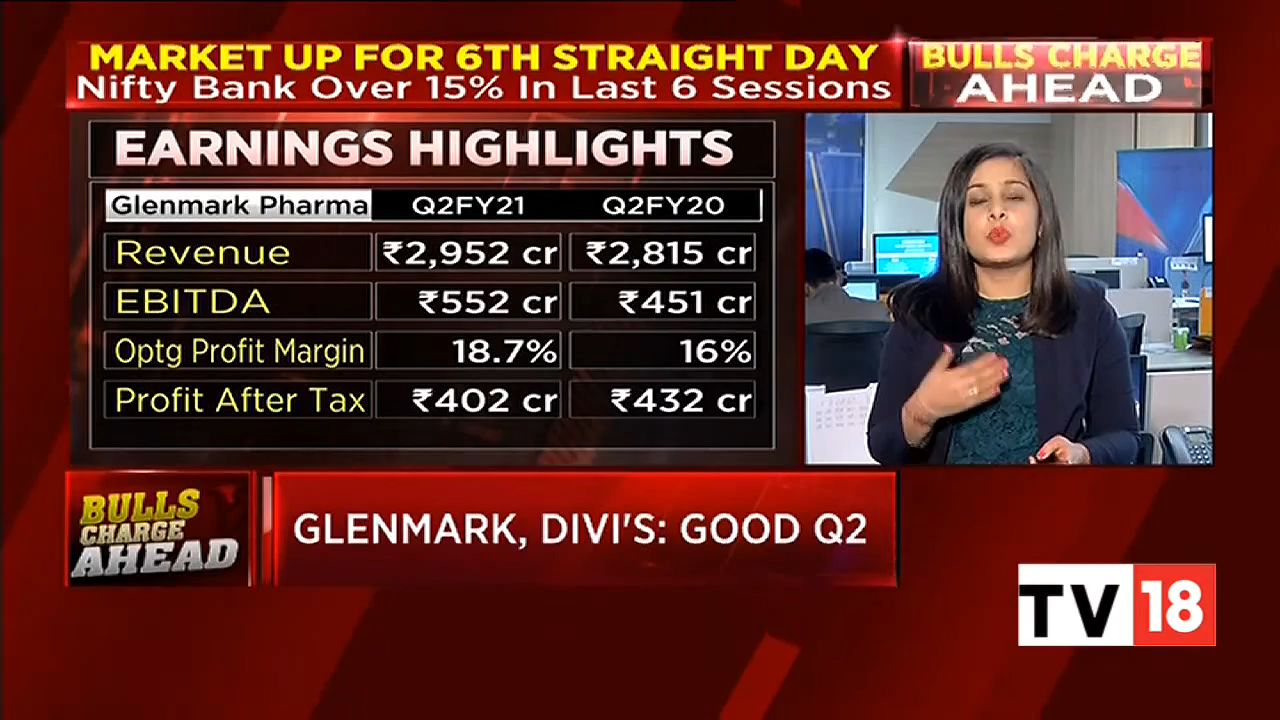 MARKET UP FOR 6TH STRAIGHT DAY
Nifty Bank Over 15% In Last 6 Sessions
BULLS CHARGE
AHEAD
EARNINGS HIGHLIGHTS
Glenmark Pharma Q2FY21 Q2FY20
Revenue ₹2,952 cr ₹2,815 cr
EBITDA ₹552 cr ₹451 cr
Optg Profit Margin 18.7% 16%
Profit After Tax ₹402 cr ₹432 cr
BULLS
CHARGE
AHEAD
GLENMARK, DIVI'S: GOOD Q2
TV18